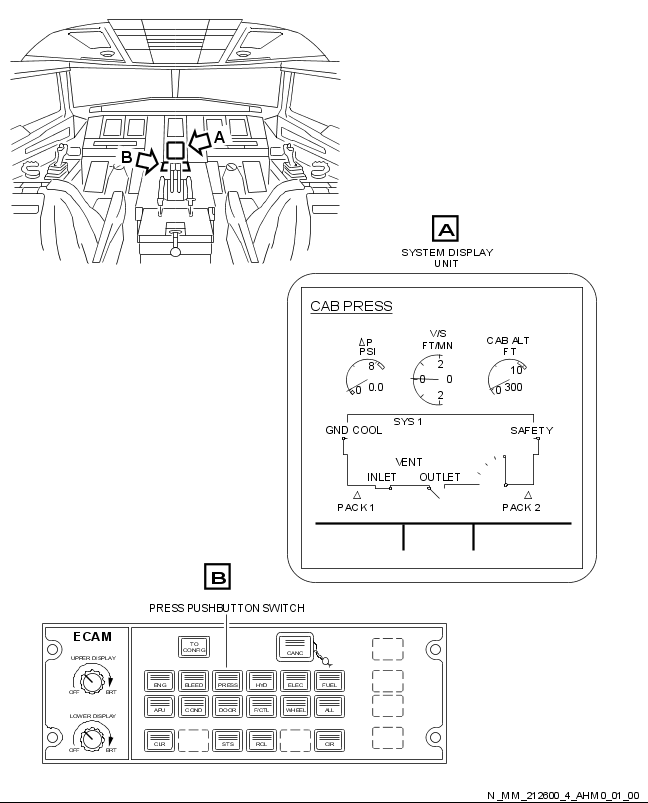 A
B
A
SYSTEM DISPLAY
UNIT
CAB PRESS
ΔP
PSI
8
0
0.0
V/S
FT/MN
2
0
0
2
CAB ALT
FT
10
0
300
SYS 1
GND COOL
SAFETY
VENT
INLET
OUTLET
PACK 1
PACK 2
B
PRESS PUSHBUTTON SWITCH
ECAM
UPPER DISPLAY
OFF
BRT
LOWER DISPLAY
OFF
BRT
TO
CONFIG
CANC
ENG BLEED PRESS HYD ELEC FUEL
APU COND DOOR F/CTL WHEEL ALL
CLR STS RCL CIR
N_MM_212600_4_AHM0_01_00